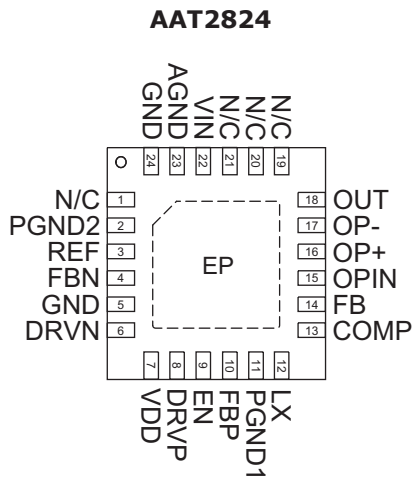 AAT2824
GND
AGND
VIN
N/C
N/C
N/C
24
23
22
21
20
19
N/C 1
PGND2 2
REF 3
FBN 4
GND 5
DRVN 6
EP
18 OUT
17 OP-
16 OP+
15 OPIN
14 FB
13 COMP
7
8
9
10
11
12
VDD
DRVP
EN
FBP
PGND1
LX